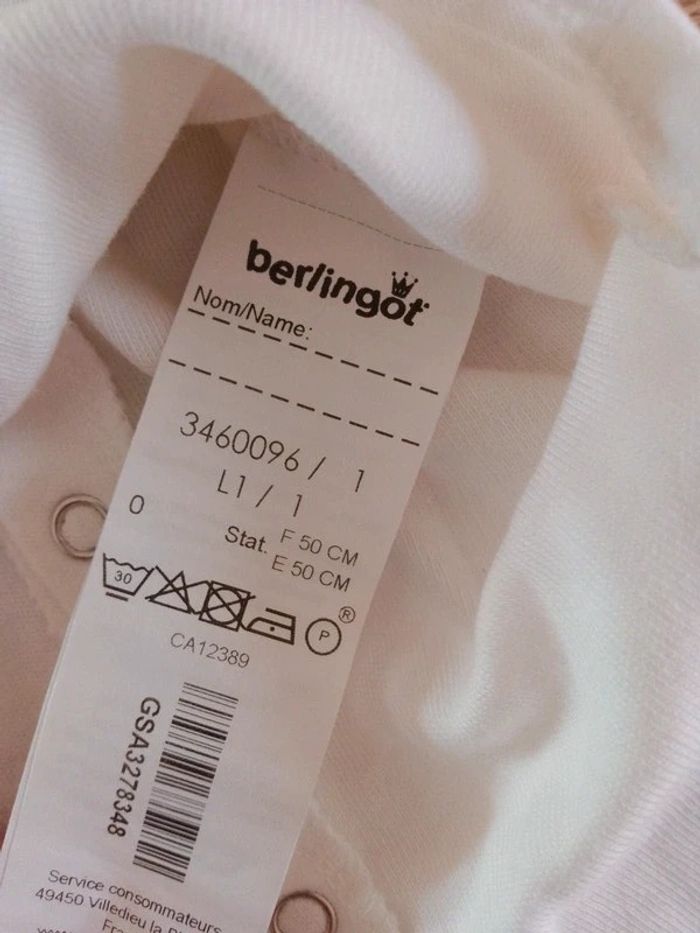 berlingot
Nom/Name:
3460096 / 1
L1 / 1
0
Stat. F 50 CM
E 50 CM
30
P
®
CA12389
GSA3278348
Service consommateurs
49450 Villedieu la